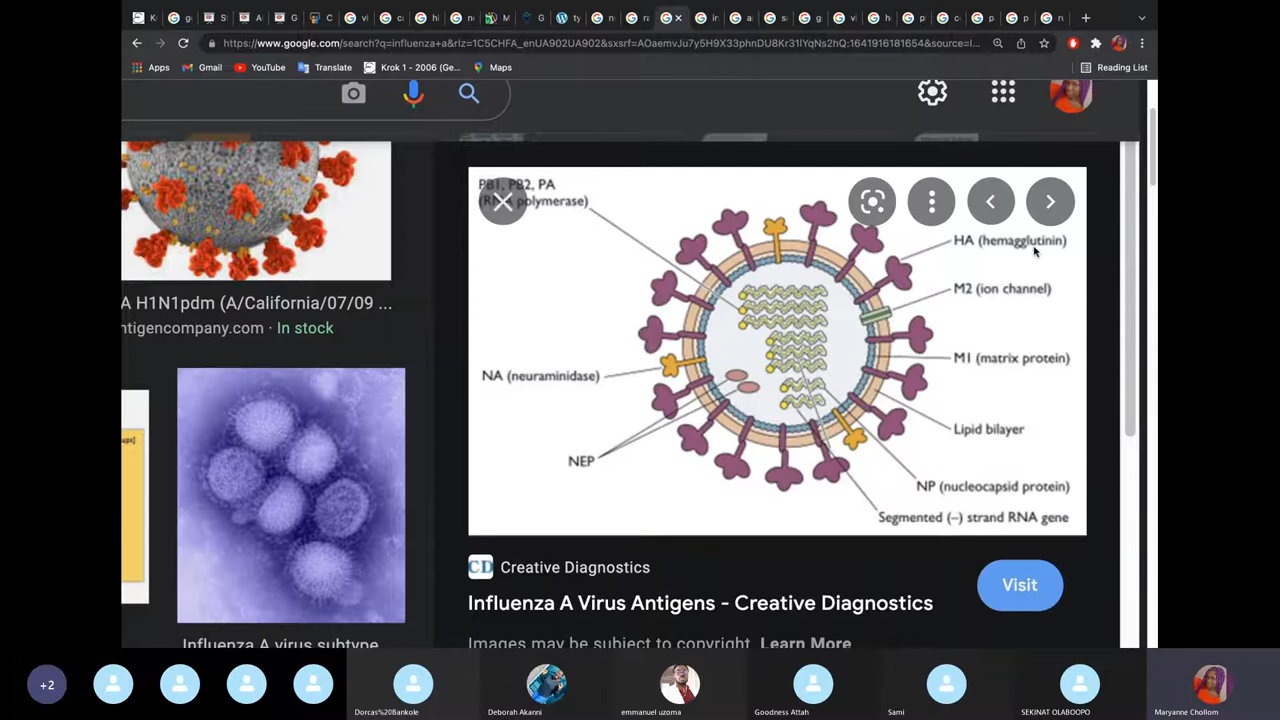 https://www.google.com/search?q=influenza+a&rlz=1C5CHFA_enUA902UA902&sxsrf=AOaemvJu7y5H9X33phnDU8Kr31IYqNs2hQ:1641916181654&source=l...
Apps
Gmail
YouTube
Translate
Krok 1 - 2006 (Ge...
Maps
Reading List
PB1, PB2, PA
polymerase)
HA (hemagglutinin)
M2 (ion channel)
A H1N1pdm (A/California/07/09 ...
ntigencompany.com · In stock
M1 (matrix protein)
NA (neuraminidase)
Lipid bilayer
NEP
NP (nucleocapsid protein)
Segmented (–) strand RNA gene
ups]
CD Creative Diagnostics
Visit
Influenza A Virus Antigens - Creative Diagnostics
Images may be subject to copyright. Learn More
Influenza A virus subtype
+2
Dorcas%20Bankole
Deborah Akanni
emmanuel uzoma
Goodness Attah
Sami
SEKINAT OLABOOPO
Maryanne Chollom